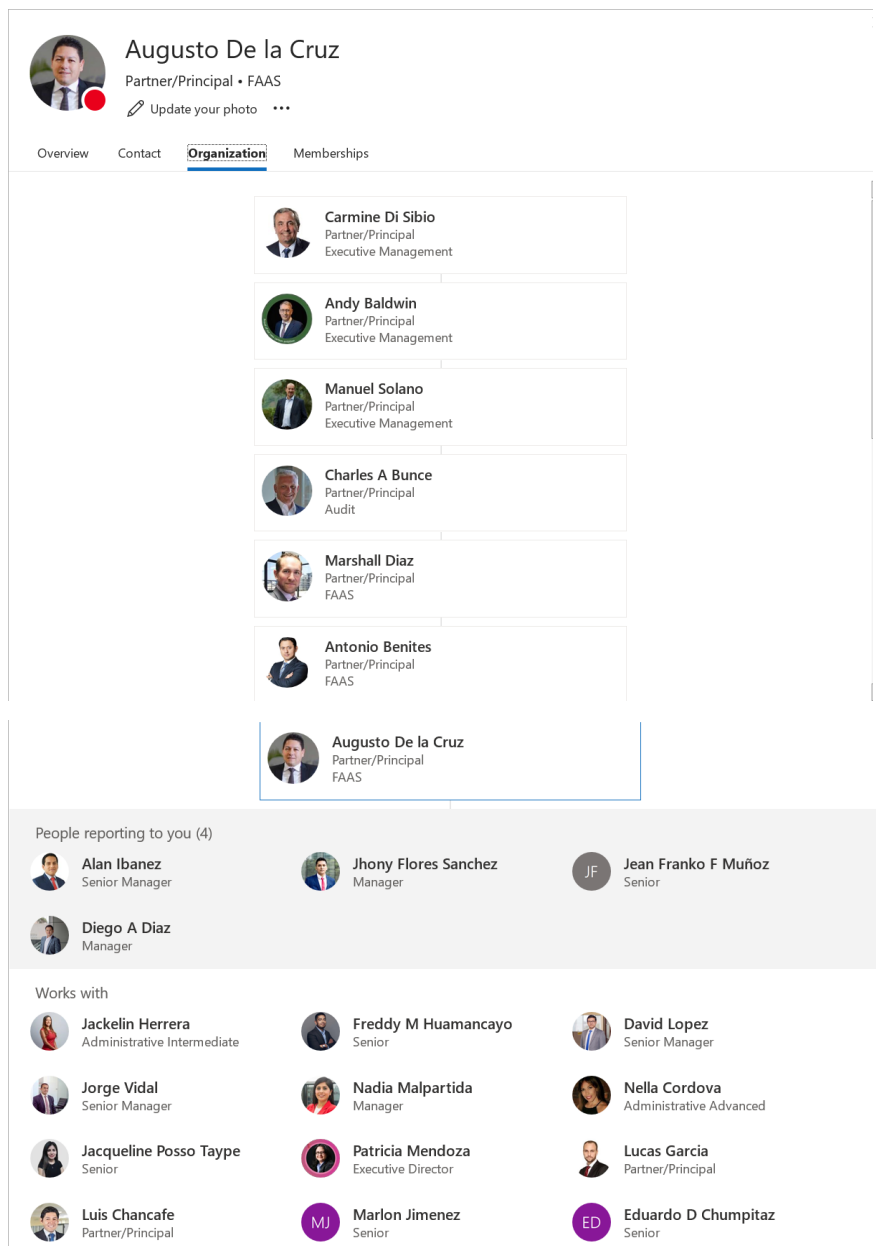 Augusto De la Cruz
Partner/Principal • FAAS
Update your photo •••
Overview Contact Organization Memberships
Carmine Di Sibio
Partner/Principal
Executive Management
Andy Baldwin
Partner/Principal
Executive Management
Manuel Solano
Partner/Principal
Executive Management
Charles A Bunce
Partner/Principal
Audit
Marshall Diaz
Partner/Principal
FAAS
Antonio Benites
Partner/Principal
FAAS
Augusto De la Cruz
Partner/Principal
FAAS
People reporting to you (4)
Alan Ibanez
Senior Manager
Jhony Flores Sanchez
Manager
JF
Jean Franko F Muñoz
Senior
Diego A Diaz
Manager
Works with
Jackelin Herrera
Administrative Intermediate
Freddy M Huamancayo
Senior
David Lopez
Senior Manager
Jorge Vidal
Senior Manager
Nadia Malpartida
Manager
Nella Cordova
Administrative Advanced
Jacqueline Posso Taype
Senior
Patricia Mendoza
Executive Director
Lucas Garcia
Partner/Principal
Luis Chancafe
Partner/Principal
MJ
Marlon Jimenez
Senior
ED
Eduardo D Chumpitaz
Senior